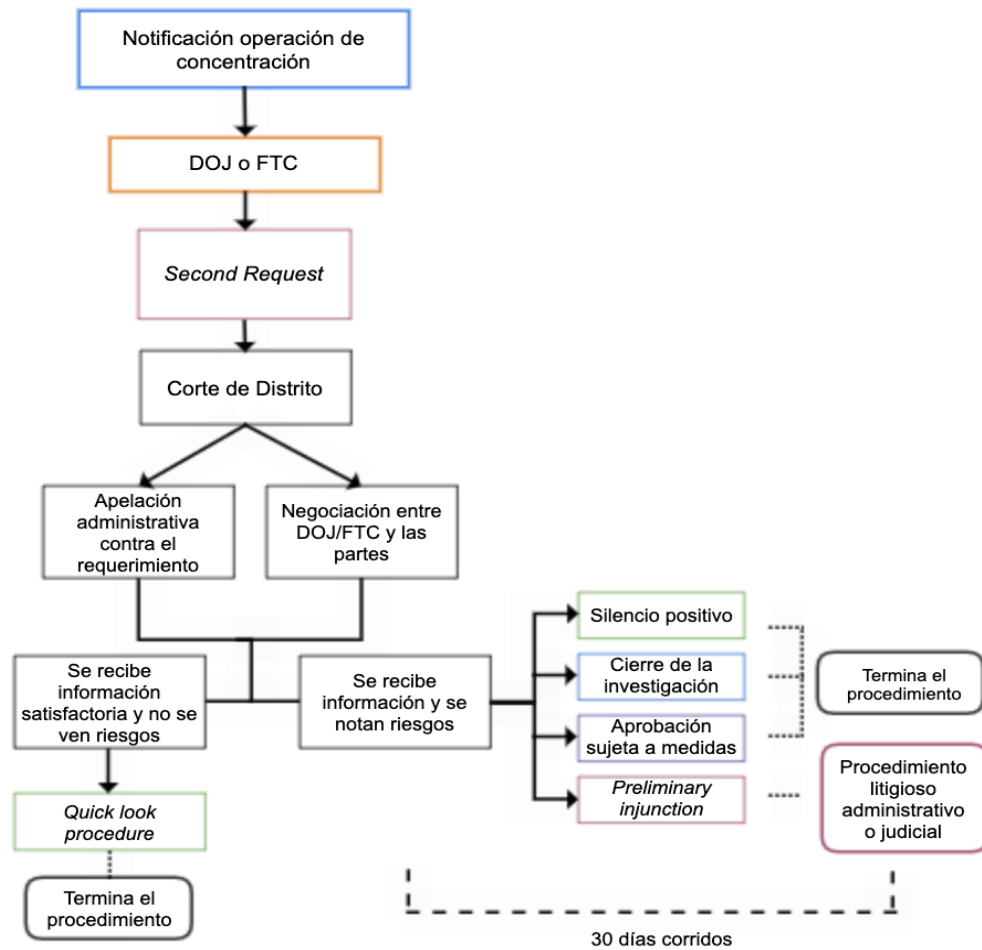 Notificación operación de
concentración
DOJ o FTC
Second Request
Corte de Distrito
Apelación
administrativa
contra el
requerimiento
Negociación entre
DOJ/FTC y las
partes
Se recibe
información
satisfactoria y no se
ven riesgos
Se recibe
información y se
notan riesgos
Silencio positivo
Cierre de la
investigación
Aprobación
sujeta a medidas
Preliminary
injunction
Termina el
procedimiento
Procedimiento
litigioso
administrativo
o judicial
Quick look
procedure
Termina el
procedimiento
30 días corridos